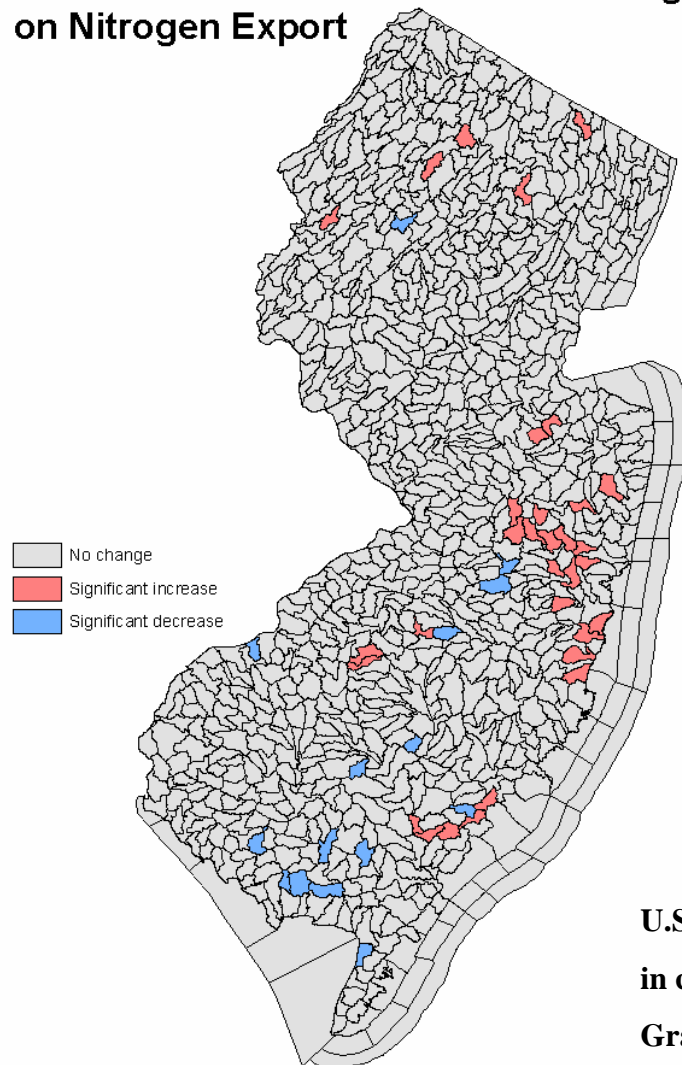 on Nitrogen Export
No change
Significant increase
Significant decrease
U.S
in
Gra